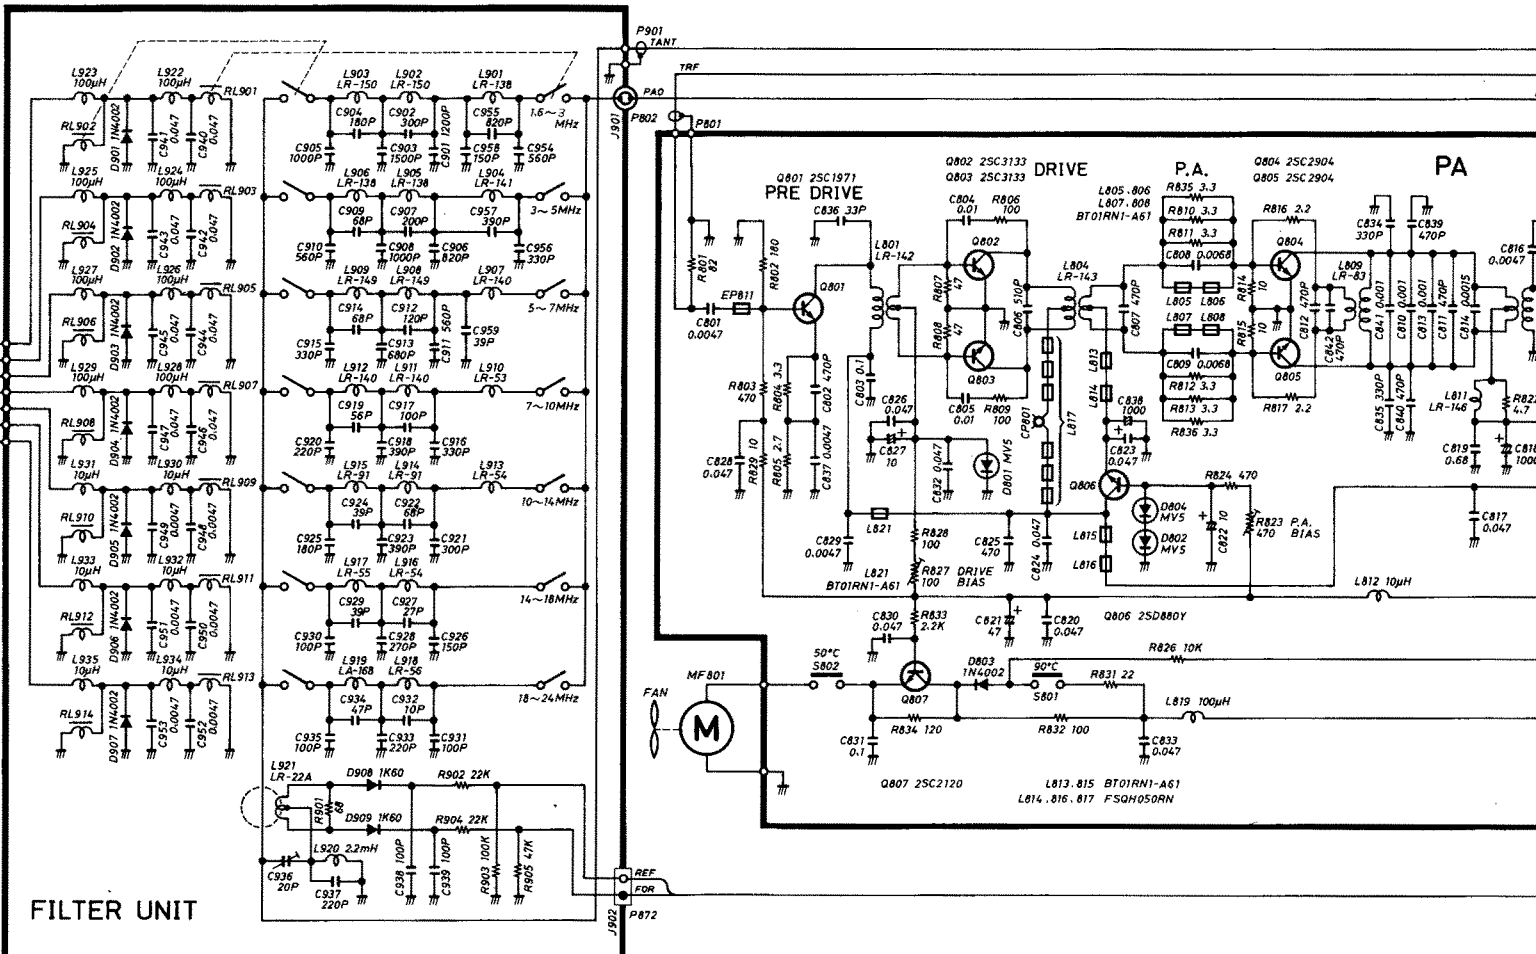 FILTER UNIT
L923
100μH
L922
100μH
RL901
RL902
D901 1N4002
C941
0.047
C940
0.047
L903
LR-150
L902
LR-150
L901
LR-138
C904
180P
C902
300P
C901 1200P
C955
820P
C905
1000P
C903
1500P
C958
150P
C954
560P
1.6~3
MHz
L925
100μH
L924
100μH
RL903
RL904
D902 1N4002
C943
0.047
C942
0.047
L906
LR-138
L905
LR-138
L904
LR-141
C909
68P
C907
200P
C957
390P
C910
560P
C908
1000P
C906
820P
C956
330P
3~5MHz
L927
100μH
L926
100μH
RL905
RL906
D903 1N4002
C945
0.047
C944
0.047
L909
LR-149
L908
LR-149
L907
LR-140
C914
68P
C912
120P
C911 560P
C959
39P
C915
330P
C913
680P
5~7MHz
L929
100μH
L928
100μH
RL907
RL908
D904 1N4002
C947
0.047
C946
0.047
L912
LR-140
L911
LR-140
L910
LR-53
C919
56P
C917
100P
C920
220P
C918
390P
C916
330P
7~10MHz
L931
10μH
L930
10μH
RL909
RL910
D905 1N4002
C949
0.0047
C948
0.0047
L915
LR-91
L914
LR-91
L913
LR-54
C924
39P
C922
68P
C925
180P
C923
390P
C921
300P
10~14MHz
L933
10μH
L932
10μH
RL911
RL912
D906 1N4002
C951
0.0047
C950
0.0047
L917
LR-55
L916
LR-54
C929
39P
C927
27P
C930
100P
C928
270P
C926
150P
14~18MHz
L935
10μH
L934
10μH
RL913
RL914
D907 1N4002
C953
0.0047
C952
0.0047
L919
LA-168
L918
LR-56
C934
47P
C932
10P
C935
100P
C933
220P
C931
100P
18~24MHz
L921
LR-22A
R901
68
D908 1K60
R902 22K
D909 1K60
R904 22K
L920 2.2mH
C936
20P
C937
220P
C938 100P
C939 100P
R903 100K
R905 47K
P901
TANT
TRF
PAO
J901
P802
P801
REF
FOR
J902
P872
PA
PRE DRIVE
DRIVE
P.A.
Q801 2SC1971
Q802 2SC3133
Q803 2SC3133
Q804 2SC2904
Q805 2SC2904
R801
82
R802 180
C836 33P
Q801
L801
LR-142
EP811
C801
0.0047
R803
470
R804 3.3
C802 470P
C803 0.1
C828
0.047
R829 10
R805 2.7
C837 0.0047
C826
0.047
C827
10
C804
0.01
R806
100
Q802
R807
47
R808
47
Q803
C805
0.01
R809
100
C806 510P
L804
LR-143
C807 470P
L805.806
L807.808
BT01RN1-A61
R835 3.3
R810 3.3
R811 3.3
C808 0.0068
L805
L806
L807
L808
C809 0.0068
R812 3.3
R813 3.3
R836 3.3
R816 2.2
Q804
R814
10
R815
10
Q805
R817 2.2
C812 470P
C842
470P
L809
LR-83
C834
330P
C839
470P
C841 0.001
C810 0.001
C811 470P
C814 0.0015
C816
0.0047
C835 330P
C840 470P
L811
LR-146
C819
0.68
C817
0.047
C832 0.047
D801 MV5
CP801
L817
L813
L814
C838
1000
C823
0.047
Q806
D804
MV5
D802
MV5
R824 470
C822 10
R823
470
P.A.
BIAS
L815
L816
L821
C829
0.0047
L821
BT01RN1-A61
R828
100
R827
100
DRIVE
BIAS
C825
470
C824 0.047
R833
2.2K
C830
0.047
C821
47
C820
0.047
Q806 2SD880Y
L812 10μH
R826 10K
50°C
S802
Q807
D803
1N4002
90°C
S801
R831 22
R834 120
R832 100
C831
0.1
C833
0.047
L819 100μH
FAN
MF801
M
Q807 2SC2120
L813.815 BT01RN1-A61
L814.816.817 FSQH050RN